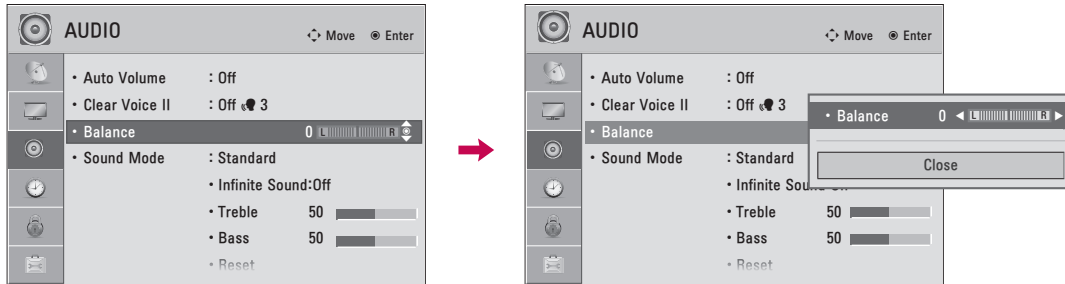 AUDIO
Move
Enter
• Auto Volume : Off
• Clear Voice II : Off 3
• Balance 0 L R
• Sound Mode : Standard
• Infinite Sound:Off
• Treble 50
• Bass 50
• Reset
AUDIO
Move
Enter
• Auto Volume : Off
• Clear Voice II : Off 3
• Balance
• Sound Mode : Standard
• Infinite
• Treble 50
• Bass 50
• Reset
• Balance 0 L R
Close